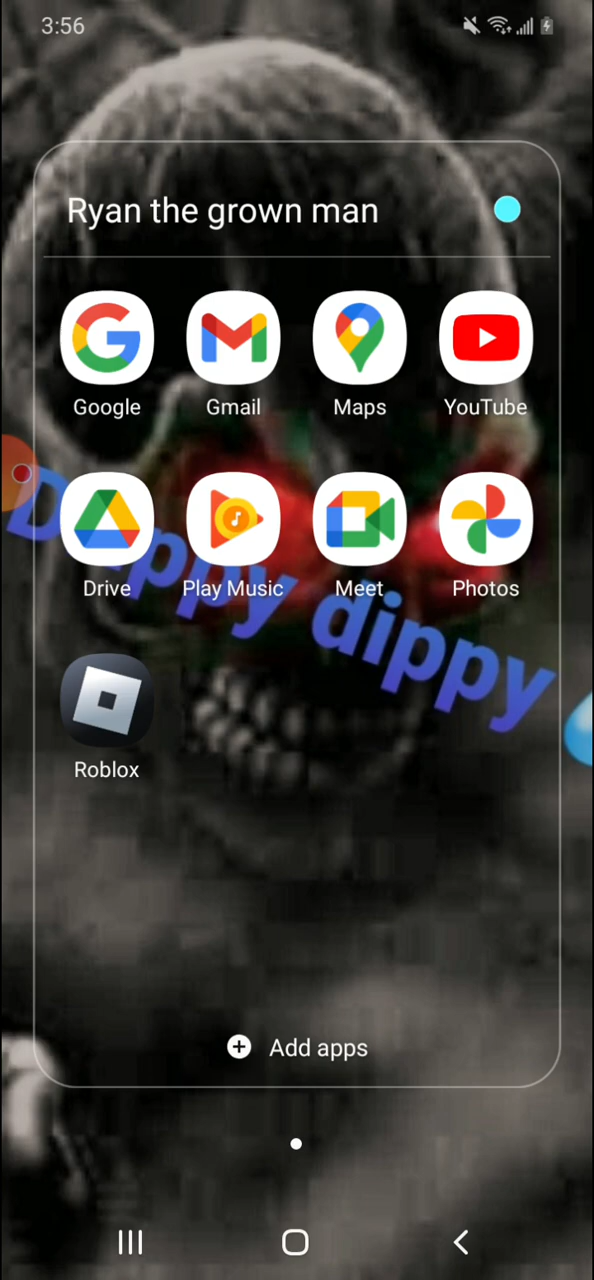 3:56
Ryan the grown man
Google Gmail Maps YouTube
Drive Play Music Meet Photos
dippy
Roblox
Add apps